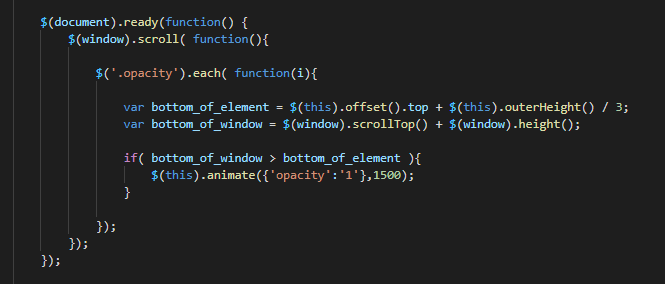 $(document).ready(function() {
$(window).scroll( function(){
$('.opacity').each( function(i){
var bottom_of_element = $(this).offset().top + $(this).outerHeight() / 3;
var bottom_of_window = $(window).scrollTop() + $(window).height();
if( bottom_of_window > bottom_of_element ){
$(this).animate({'opacity':'1'},1500);
}
});
});
});